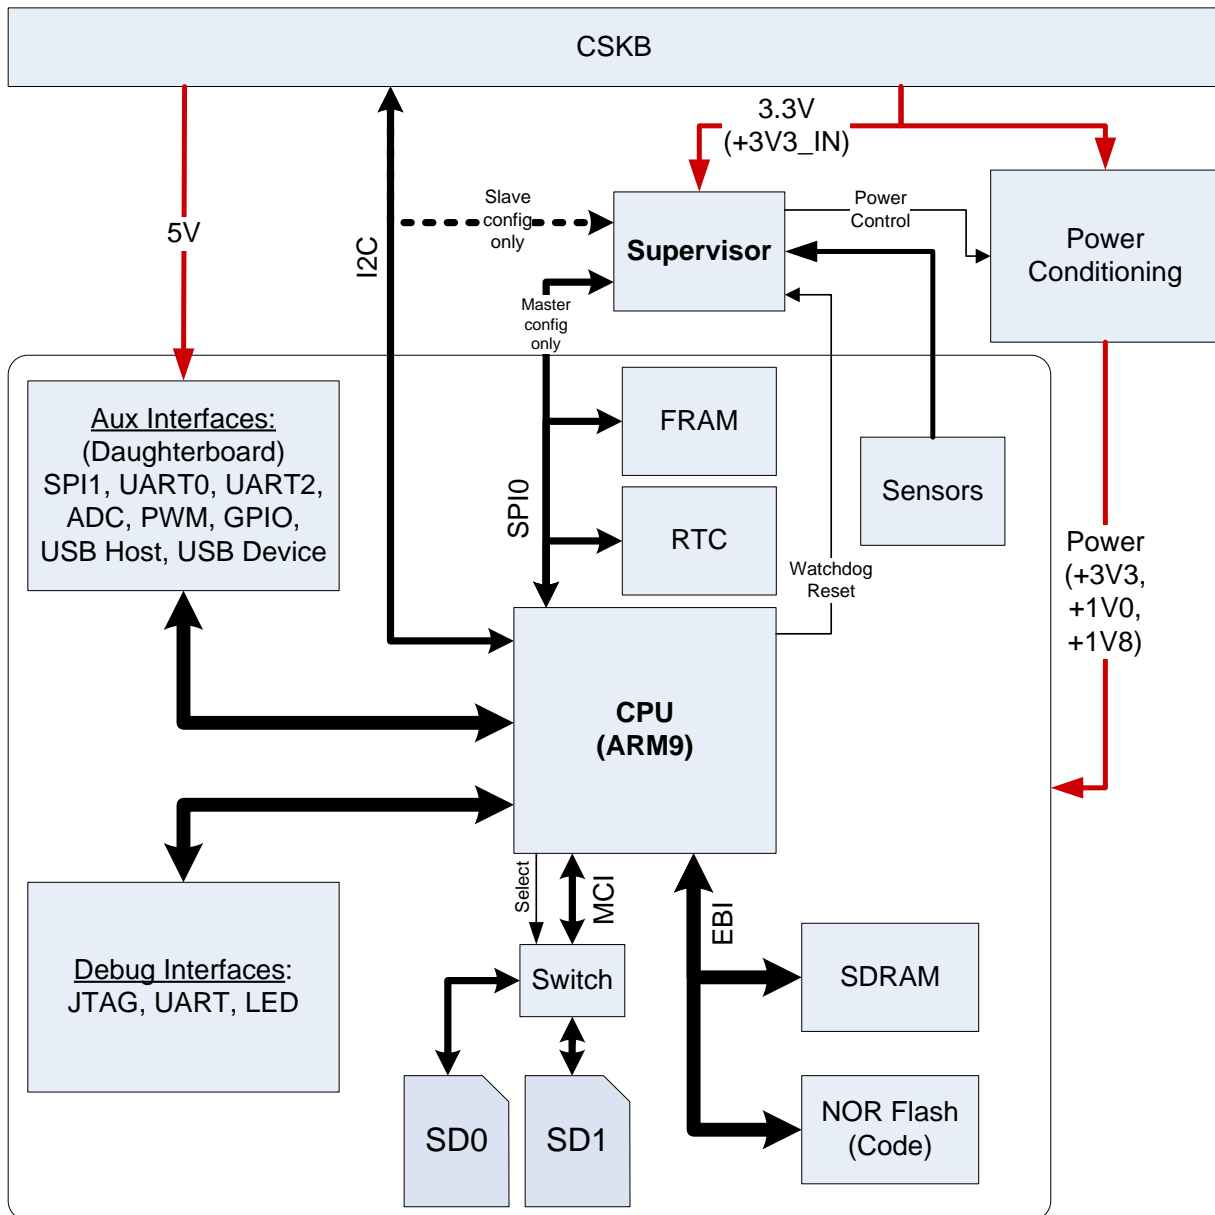 CSKB
3.3V
(+3V3_IN)
5V
I2C
Slave
config
only
Supervisor
Power
Control
Power
Conditioning
Master
config
only
Aux Interfaces:
(Daughterboard)
SPI1, UART0, UART2,
ADC, PWM, GPIO,
USB Host, USB Device
SPI0
FRAM
RTC
Sensors
Watchdog
Reset
Power
(+3V3,
+1V0,
+1V8)
CPU
(ARM9)
Select
MCI
EBI
Debug Interfaces:
JTAG, UART, LED
Switch
SDRAM
SD0
SD1
NOR Flash
(Code)